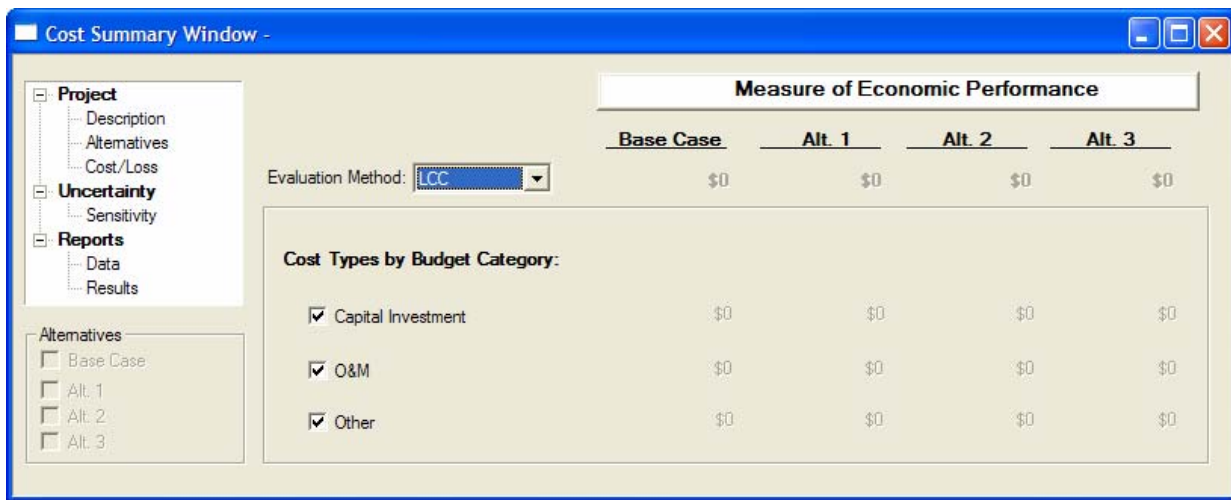 Cost Summary Window -
Project
Description
Alternatives
Cost/Loss
Uncertainty
Sensitivity
Reports
Data
Results
Alternatives
Base Case
Alt. 1
Alt. 2
Alt. 3
Measure of Economic Performance
Base Case Alt. 1 Alt. 2 Alt. 3
Evaluation Method: LCC $0 $0 $0 $0
Cost Types by Budget Category:
Capital Investment $0 $0 $0 $0
O&M $0 $0 $0 $0
Other $0 $0 $0 $0